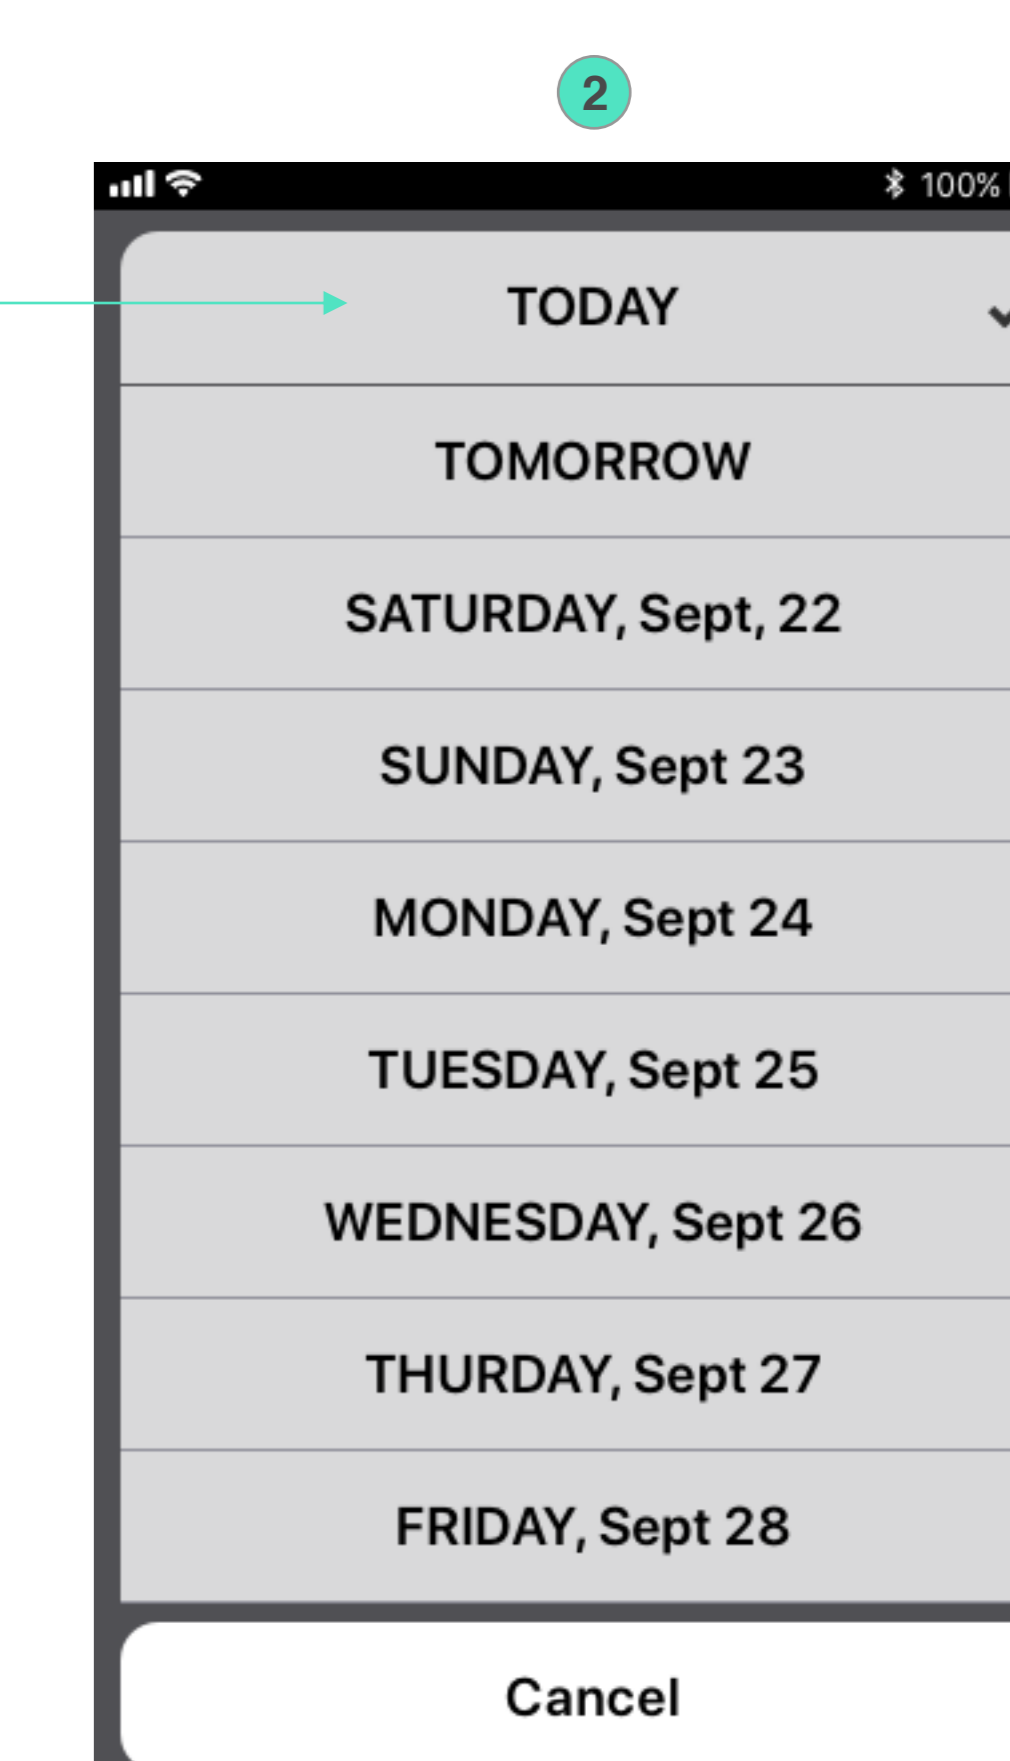 2
100%
TODAY
TOMORROW
SATURDAY, Sept, 22
SUNDAY, Sept 23
MONDAY, Sept 24
TUESDAY, Sept 25
WEDNESDAY, Sept 26
THURDAY, Sept 27
FRIDAY, Sept 28
Cancel